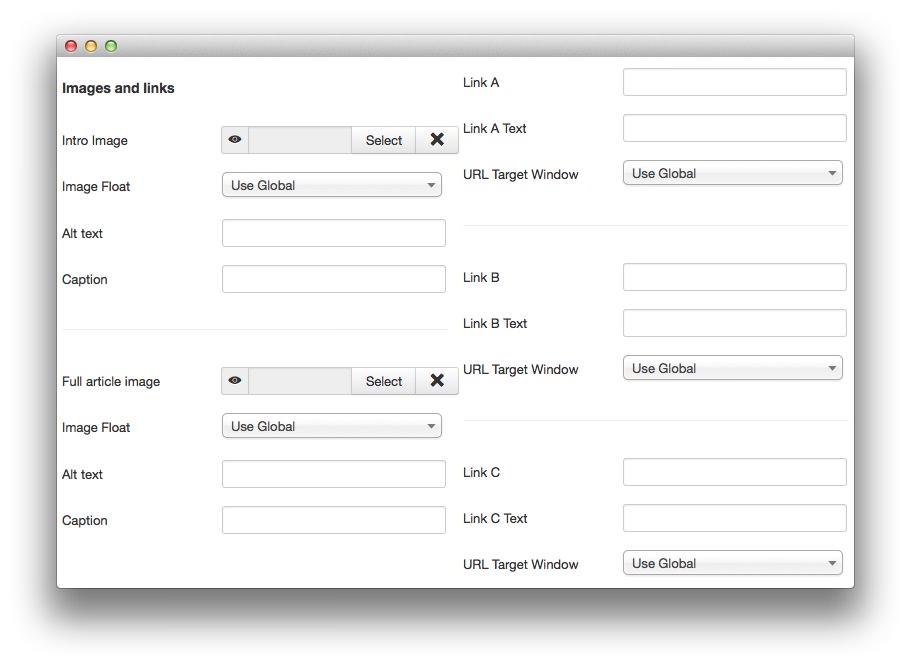 Images and links
Intro Image
Select
Image Float
Use Global
Alt text
Caption
Full article image
Select
Image Float
Use Global
Alt text
Caption
Link A
Link A Text
URL Target Window
Use Global
Link B
Link B Text
URL Target Window
Use Global
Link C
Link C Text
URL Target Window
Use Global